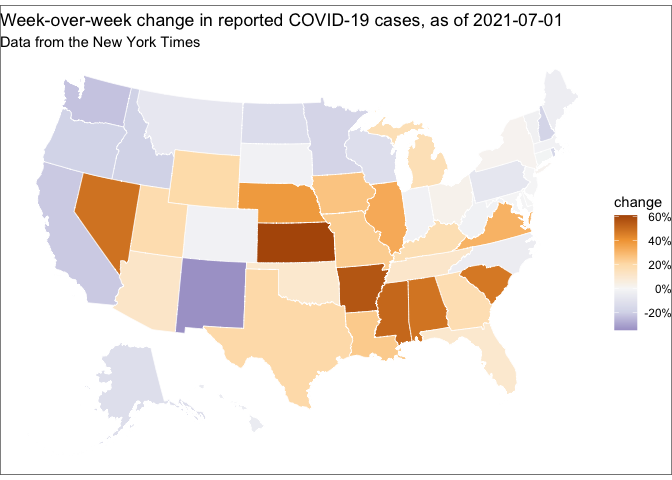 Week-over-week change in reported COVID-19 cases, as of 2021-07-01
Data from the New York Times
change
60%
40%
20%
0%
-20%